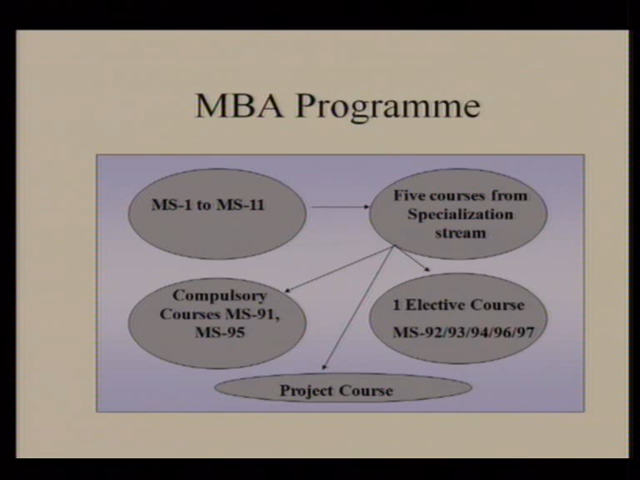 MBA Programme
MS-1 to MS-11
Five courses from
Specialization
stream
Compulsory
Courses MS-91,
MS-95
1 Elective Course
MS-92/93/94/96/97
Project Course